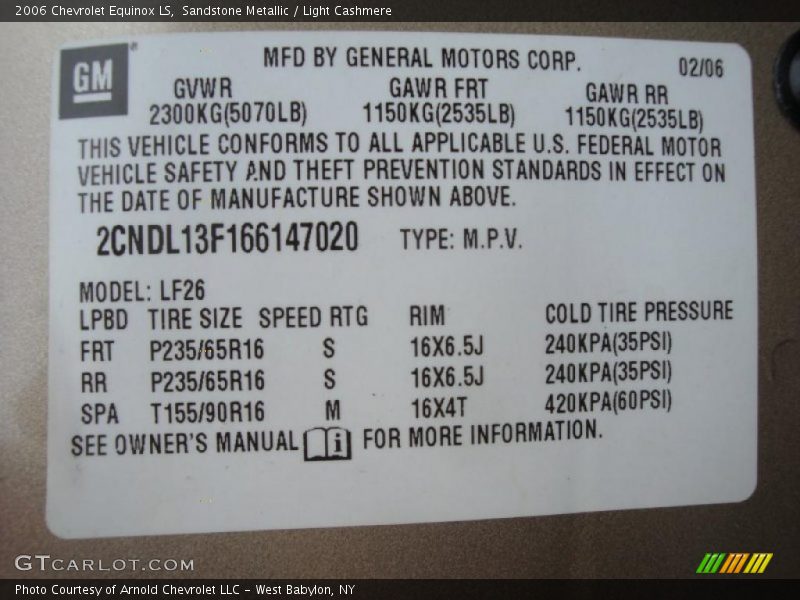 2006 Chevrolet Equinox LS, Sandstone Metallic / Light Cashmere
GM
MFD BY GENERAL MOTORS CORP. 02/06
GVWR GAWR FRT GAWR RR
2300KG(5070LB) 1150KG(2535LB) 1150KG(2535LB)
THIS VEHICLE CONFORMS TO ALL APPLICABLE U.S. FEDERAL MOTOR
VEHICLE SAFETY AND THEFT PREVENTION STANDARDS IN EFFECT ON
THE DATE OF MANUFACTURE SHOWN ABOVE.
2CNDL13F166147020 TYPE: M.P.V.
MODEL: LF26
LPBD TIRE SIZE SPEED RTG RIM COLD TIRE PRESSURE
FRT P235/65R16 S 16X6.5J 240KPA(35PSI)
RR P235/65R16 S 16X6.5J 240KPA(35PSI)
SPA T155/90R16 M 16X4T 420KPA(60PSI)
SEE OWNER'S MANUAL i FOR MORE INFORMATION.
GTCARLOT.COM
Photo Courtesy of Arnold Chevrolet LLC - West Babylon, NY